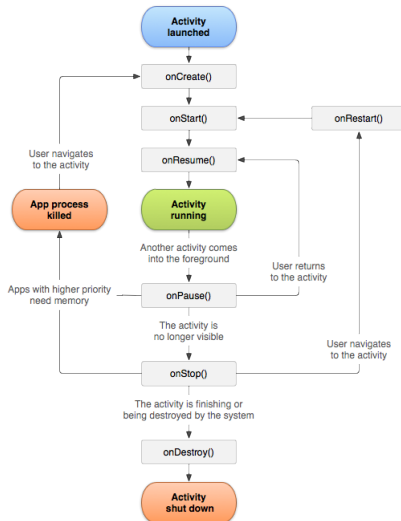 Activity
launched
onCreate()
onStart()
onRestart()
User navigates
to the activity
onResume()
App process
killed
Activity
running
Another activity comes
into the foreground
User returns
to the activity
Apps with higher priority
need memory
onPause()
The activity is
no longer visible
User navigates
to the activity
onStop()
The activity is finishing or
being destroyed by the system
onDestroy()
Activity
shut down